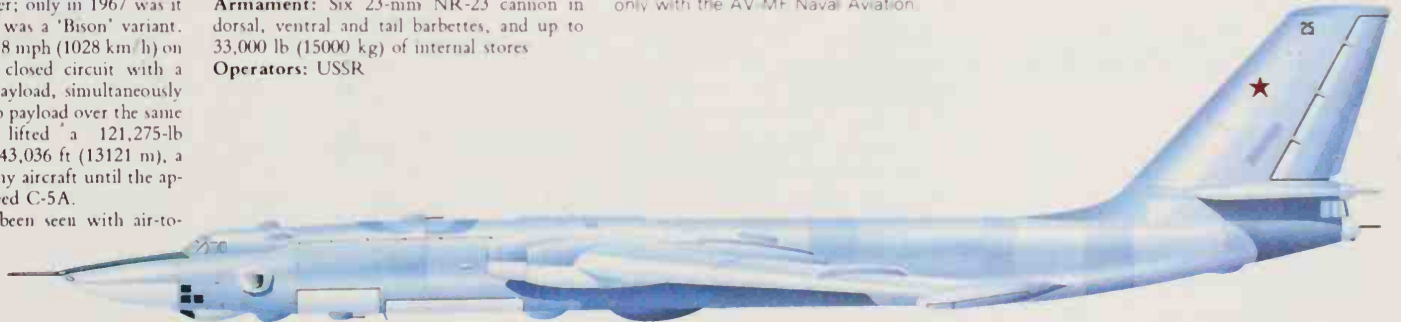 er; only in 1967 was it
was a 'Bison' variant.
8 mph (1028 km/h) on
closed circuit with a
ayload, simultaneously
payload over the same
lifted a 121,275-lb
43,036 ft (13121 m), a
ny aircraft until the ap-
ed C-5A.
been seen with air-to-
Armament: Six 23-mm NR-23 cannon in
dorsal, ventral and tail barbettes, and up to
33,000 lb (15000 kg) of internal stores
Operators: USSR
only with the AV-MF Naval Aviation
25